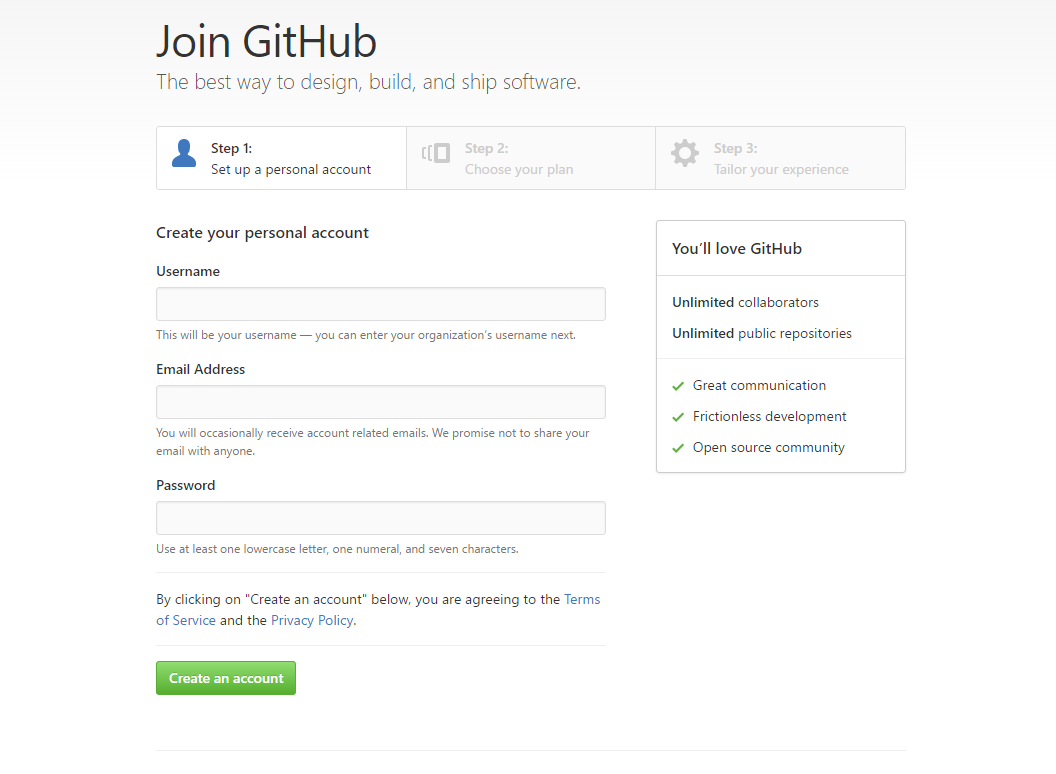 Join GitHub
The best way to design, build, and ship software.
Step 1:
Set up a personal account
Step 2:
Choose your plan
Step 3:
Tailor your experience
Create your personal account
Username
This will be your username — you can enter your organization's username next.
Email Address
You will occasionally receive account related emails. We promise not to share your
email with anyone.
Password
Use at least one lowercase letter, one numeral, and seven characters.
By clicking on "Create an account" below, you are agreeing to the Terms
of Service and the Privacy Policy.
Create an account
You'll love GitHub
Unlimited collaborators
Unlimited public repositories
Great communication
Frictionless development
Open source community